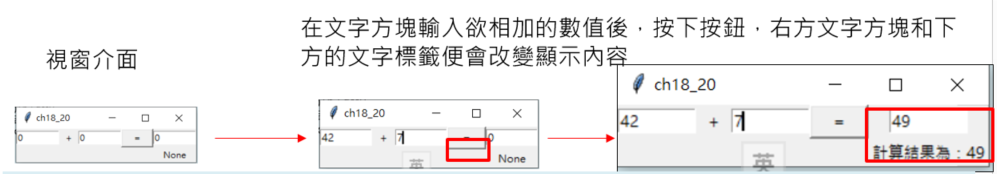 在文字方塊輸入欲相加的數值後，按下按鈕，右方文字方塊和下
方的文字標籤便會改變顯示內容
視窗介面
ch18_20
0 + 0 = 0
None
ch18_20
42 + 7 = 0
英
None
ch18_20
42 + 7 = 49
英
計算結果為：49